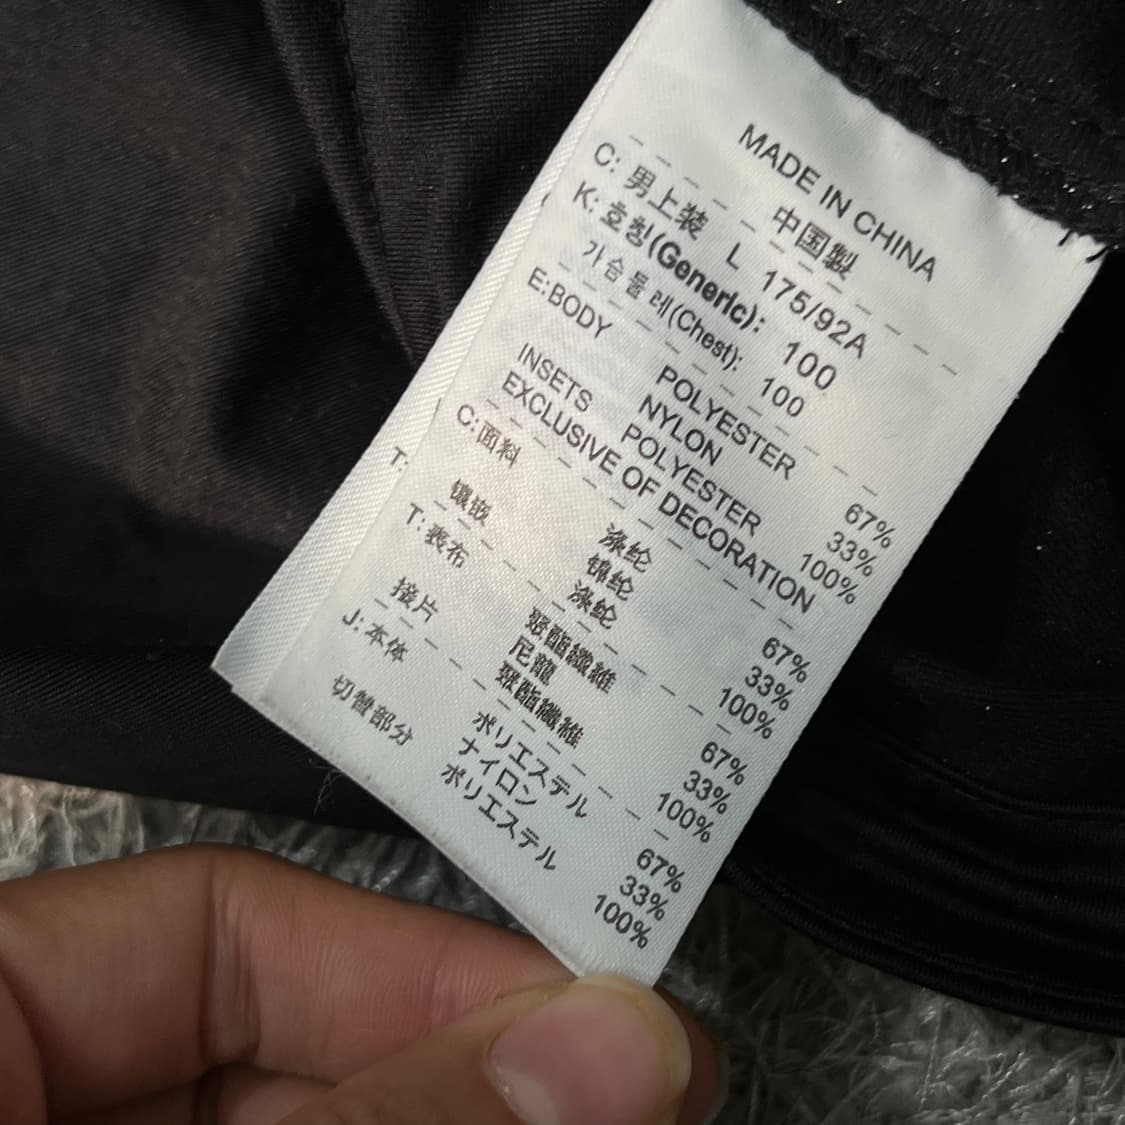 MADE IN CHINA
中国製
C: 男上装 L 175/92A
K: 호칭(Generic): 100
가슴둘레(Chest): 100
E:BODY POLYESTER 67%
NYLON 33%
INSETS POLYESTER 100%
EXCLUSIVE OF DECORATION
C:面料 涤纶 67%
锦纶 33%
镶嵌 涤纶 100%
T:表布 聚酯纖維 67%
尼龍 33%
接片 聚酯纖維 100%
J:本体 ポリエステル 67%
ナイロン 33%
切替部分 ポリエステル 100%
T: